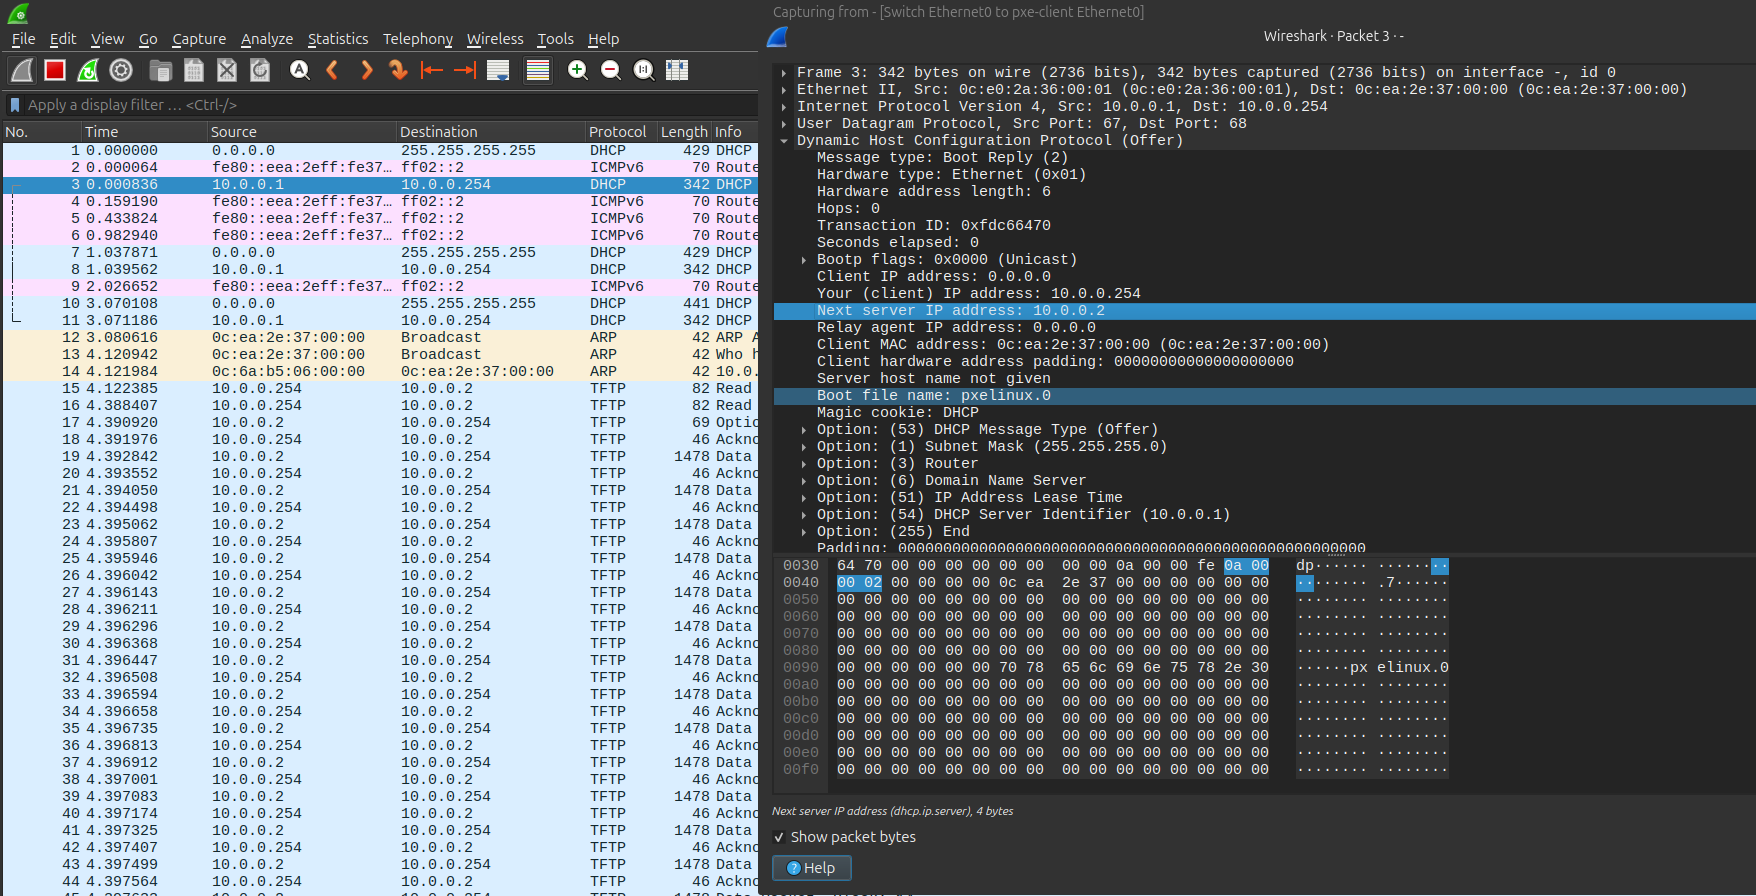 File Edit View Go Capture Analyze Statistics Telephony Wireless Tools Help
Apply a display filter … <Ctrl-/>
No. Time Source Destination Protocol Length Info
1 0.000000 0.0.0.0 255.255.255.255 DHCP 429 DHCP
2 0.000064 fe80::eea:2eff:fe37… ff02::2 ICMPv6 70 Route
3 0.000836 10.0.0.1 10.0.0.254 DHCP 342 DHCP
4 0.159190 fe80::eea:2eff:fe37… ff02::2 ICMPv6 70 Route
5 0.433824 fe80::eea:2eff:fe37… ff02::2 ICMPv6 70 Route
6 0.982940 fe80::eea:2eff:fe37… ff02::2 ICMPv6 70 Route
7 1.037871 0.0.0.0 255.255.255.255 DHCP 429 DHCP
8 1.039562 10.0.0.1 10.0.0.254 DHCP 342 DHCP
9 2.026652 fe80::eea:2eff:fe37… ff02::2 ICMPv6 70 Route
10 3.070108 0.0.0.0 255.255.255.255 DHCP 441 DHCP
11 3.071186 10.0.0.1 10.0.0.254 DHCP 342 DHCP
12 3.080616 0c:ea:2e:37:00:00 Broadcast ARP 42 ARP A
13 4.120942 0c:ea:2e:37:00:00 Broadcast ARP 42 Who h
14 4.121984 0c:6a:b5:06:00:00 0c:ea:2e:37:00:00 ARP 42 10.0.
15 4.122385 10.0.0.254 10.0.0.2 TFTP 82 Read
16 4.388407 10.0.0.254 10.0.0.2 TFTP 82 Read
17 4.390920 10.0.0.2 10.0.0.254 TFTP 69 Optio
18 4.391976 10.0.0.254 10.0.0.2 TFTP 46 Ackno
19 4.392842 10.0.0.2 10.0.0.254 TFTP 1478 Data
20 4.393552 10.0.0.254 10.0.0.2 TFTP 46 Ackno
21 4.394050 10.0.0.2 10.0.0.254 TFTP 1478 Data
22 4.394498 10.0.0.254 10.0.0.2 TFTP 46 Ackno
23 4.395062 10.0.0.2 10.0.0.254 TFTP 1478 Data
24 4.395807 10.0.0.254 10.0.0.2 TFTP 46 Ackno
25 4.395946 10.0.0.2 10.0.0.254 TFTP 1478 Data
26 4.396042 10.0.0.254 10.0.0.2 TFTP 46 Ackno
27 4.396143 10.0.0.2 10.0.0.254 TFTP 1478 Data
28 4.396211 10.0.0.254 10.0.0.2 TFTP 46 Ackno
29 4.396296 10.0.0.2 10.0.0.254 TFTP 1478 Data
30 4.396368 10.0.0.254 10.0.0.2 TFTP 46 Ackno
31 4.396447 10.0.0.2 10.0.0.254 TFTP 1478 Data
32 4.396508 10.0.0.254 10.0.0.2 TFTP 46 Ackno
33 4.396594 10.0.0.2 10.0.0.254 TFTP 1478 Data
34 4.396658 10.0.0.254 10.0.0.2 TFTP 46 Ackno
35 4.396735 10.0.0.2 10.0.0.254 TFTP 1478 Data
36 4.396813 10.0.0.254 10.0.0.2 TFTP 46 Ackno
37 4.396912 10.0.0.2 10.0.0.254 TFTP 1478 Data
38 4.397001 10.0.0.254 10.0.0.2 TFTP 46 Ackno
39 4.397083 10.0.0.2 10.0.0.254 TFTP 1478 Data
40 4.397174 10.0.0.254 10.0.0.2 TFTP 46 Ackno
41 4.397325 10.0.0.2 10.0.0.254 TFTP 1478 Data
42 4.397407 10.0.0.254 10.0.0.2 TFTP 46 Ackno
43 4.397499 10.0.0.2 10.0.0.254 TFTP 1478 Data
44 4.397564 10.0.0.254 10.0.0.2 TFTP 46 Ackno
Capturing from - [Switch Ethernet0 to pxe-client Ethernet0]
Wireshark · Packet 3 · -
Frame 3: 342 bytes on wire (2736 bits), 342 bytes captured (2736 bits) on interface -, id 0
Ethernet II, Src: 0c:e0:2a:36:00:01 (0c:e0:2a:36:00:01), Dst: 0c:ea:2e:37:00:00 (0c:ea:2e:37:00:00)
Internet Protocol Version 4, Src: 10.0.0.1, Dst: 10.0.0.254
User Datagram Protocol, Src Port: 67, Dst Port: 68
Dynamic Host Configuration Protocol (Offer)
Message type: Boot Reply (2)
Hardware type: Ethernet (0x01)
Hardware address length: 6
Hops: 0
Transaction ID: 0xfdc66470
Seconds elapsed: 0
Bootp flags: 0x0000 (Unicast)
Client IP address: 0.0.0.0
Your (client) IP address: 10.0.0.254
Next server IP address: 10.0.0.2
Relay agent IP address: 0.0.0.0
Client MAC address: 0c:ea:2e:37:00:00 (0c:ea:2e:37:00:00)
Client hardware address padding: 00000000000000000000
Server host name not given
Boot file name: pxelinux.0
Magic cookie: DHCP
Option: (53) DHCP Message Type (Offer)
Option: (1) Subnet Mask (255.255.255.0)
Option: (3) Router
Option: (6) Domain Name Server
Option: (51) IP Address Lease Time
Option: (54) DHCP Server Identifier (10.0.0.1)
Option: (255) End
Padding: 0000000000000000000000000000000000000000000000000000
0030 64 70 00 00 00 00 00 00 00 00 0a 00 00 fe 0a 00 dp······ ········
0040 00 02 00 00 00 00 0c ea 2e 37 00 00 00 00 00 00 ········ .7······
0050 00 00 00 00 00 00 00 00 00 00 00 00 00 00 00 00 ········ ········
0060 00 00 00 00 00 00 00 00 00 00 00 00 00 00 00 00 ········ ········
0070 00 00 00 00 00 00 00 00 00 00 00 00 00 00 00 00 ········ ········
0080 00 00 00 00 00 00 00 00 00 00 00 00 00 00 00 00 ········ ········
0090 00 00 00 00 00 00 70 78 65 6c 69 6e 75 78 2e 30 ······px elinux.0
00a0 00 00 00 00 00 00 00 00 00 00 00 00 00 00 00 00 ········ ········
00b0 00 00 00 00 00 00 00 00 00 00 00 00 00 00 00 00 ········ ········
00c0 00 00 00 00 00 00 00 00 00 00 00 00 00 00 00 00 ········ ········
00d0 00 00 00 00 00 00 00 00 00 00 00 00 00 00 00 00 ········ ········
00e0 00 00 00 00 00 00 00 00 00 00 00 00 00 00 00 00 ········ ········
00f0 00 00 00 00 00 00 00 00 00 00 00 00 00 00 00 00 ········ ········
Next server IP address (dhcp.ip.server), 4 bytes
Show packet bytes
Help